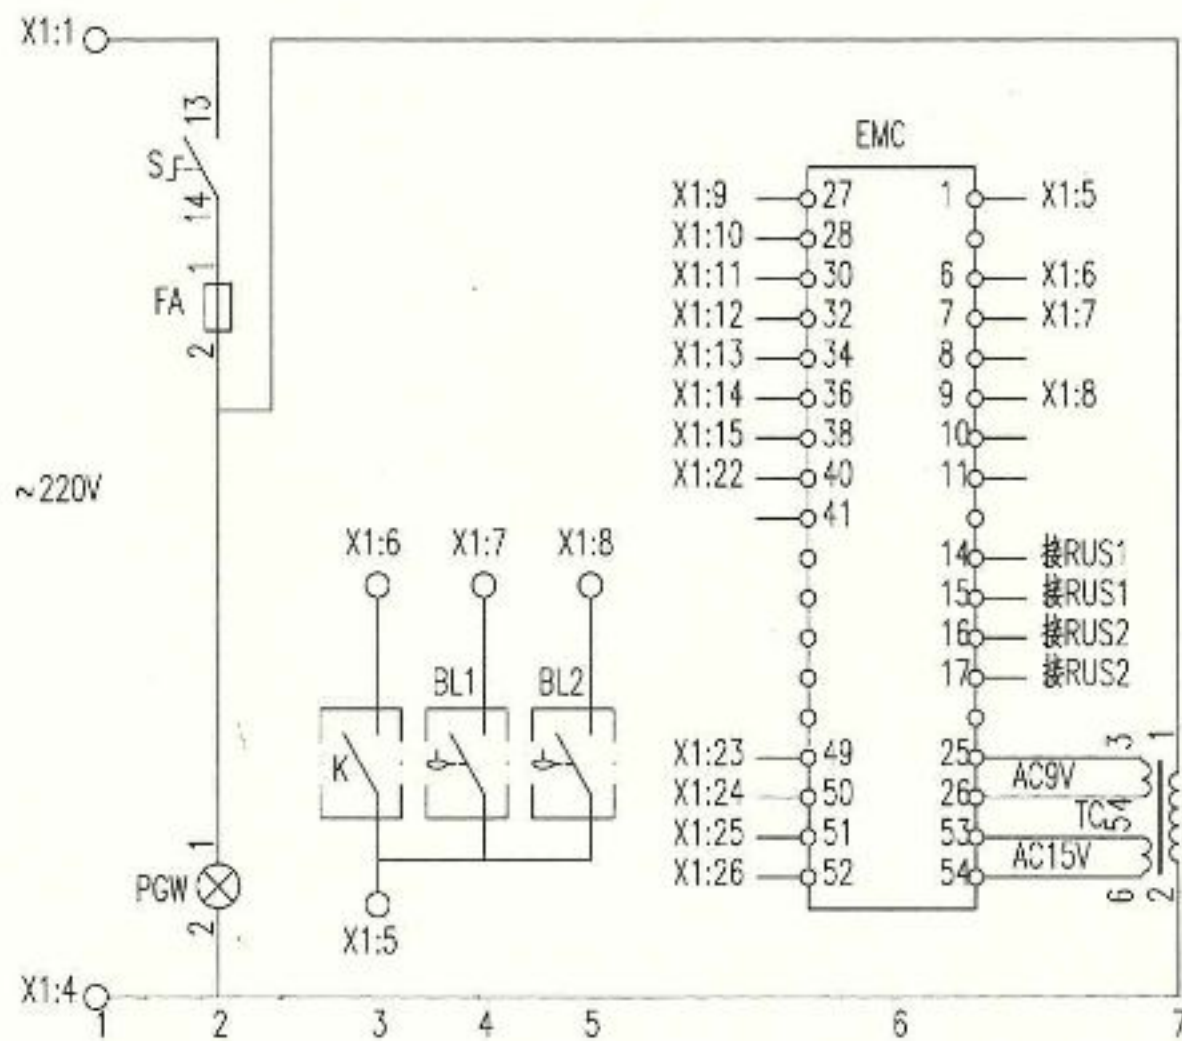 X1:1
13
S
14
1
FA
2
~220V
1
PGW
2
X1:4
X1:6 X1:7 X1:8
BL1 BL2
K
X1:5
EMC
X1:9 27 1 X1:5
X1:10 28
X1:11 30 6 X1:6
X1:12 32 7 X1:7
X1:13 34 8
X1:14 36 9 X1:8
X1:15 38 10
X1:22 40 11
41
14 接RUS1
15 接RUS1
16 接RUS2
17 接RUS2
X1:23 49 25 3 1
AC9V
X1:24 50 26
TC 5 4
X1:25 51 53
AC15V
X1:26 52 54 6 2
1 2 3 4 5 6 7